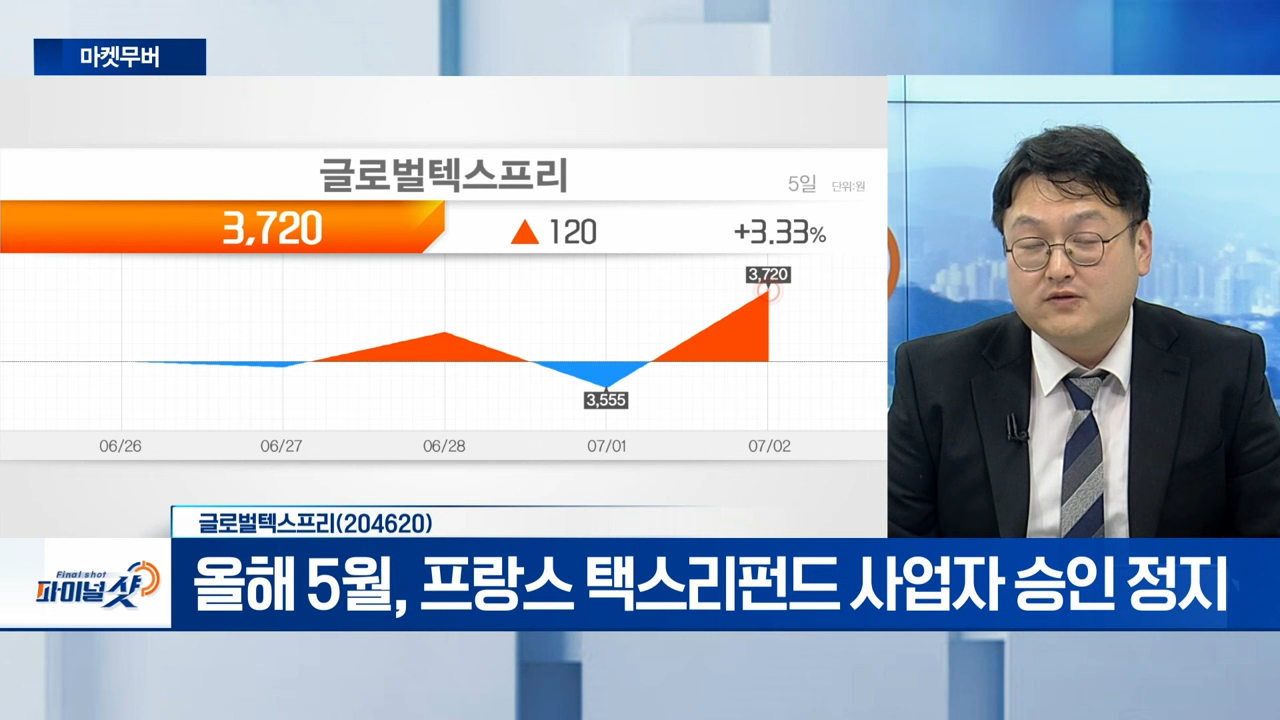 마켓무버
글로벌텍스프리
5일 단위:원
3,720 ▲ 120 +3.33%
3,720
3,555
06/26 06/27 06/28 07/01 07/02
글로벌텍스프리(204620)
Final shot
파이널샷
올해 5월, 프랑스 택스리펀드 사업자 승인 정지